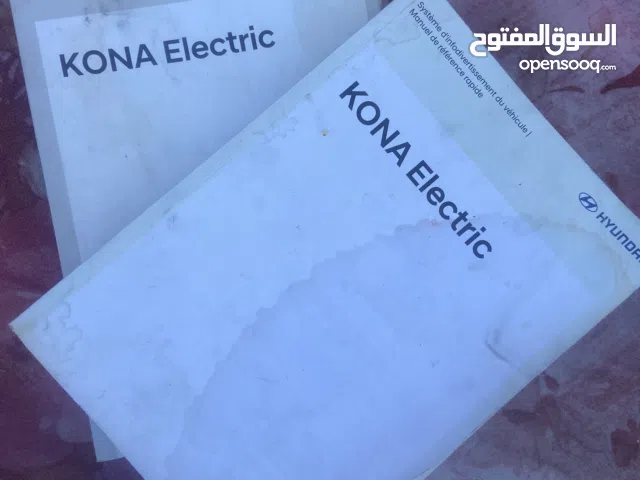 KONA Electric
السوق المفتوح
opensooq.com
Système d'infodivertissement du véhicule |
Manuel de référence rapide
KONA Electric
HYUNDAI